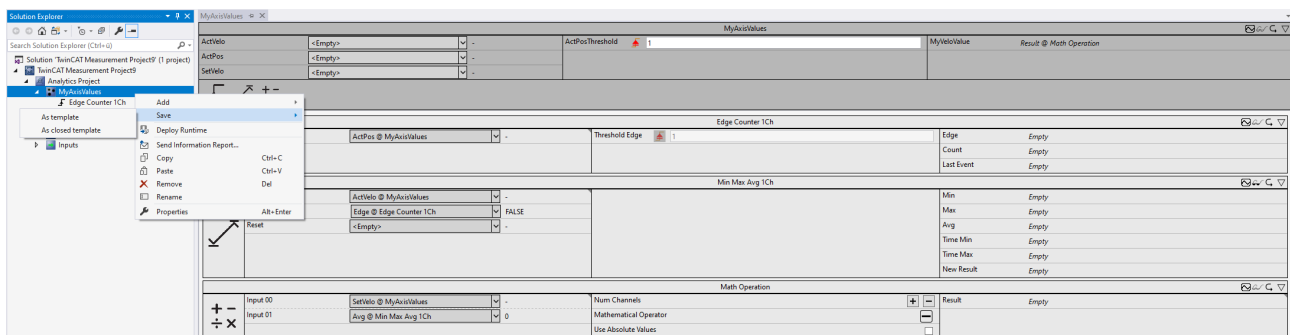 Solution Explorer
MyAxisValues
Search Solution Explorer (Ctrl+ü)
Solution 'TwinCAT Measurement Project9' (1 project)
TwinCAT Measurement Project9
Analytics Project
MyAxisValues
Edge Counter 1Ch
Inputs
As template
As closed template
Add
Save
Deploy Runtime
Send Information Report...
Copy Ctrl+C
Paste Ctrl+V
Remove Del
Rename
Properties Alt+Enter
MyAxisValues
ActVelo <Empty> -
ActPosThreshold 1
MyVeloValue Result @ Math Operation
ActPos <Empty> -
SetVelo <Empty> -
Edge Counter 1Ch
ActPos @ MyAxisValues -
Threshold Edge 1
Edge Empty
Count Empty
Last Event Empty
Min Max Avg 1Ch
ActVelo @ MyAxisValues -
Min Empty
Edge @ Edge Counter 1Ch FALSE
Max Empty
Reset <Empty> -
Avg Empty
Time Min Empty
Time Max Empty
New Result Empty
Math Operation
Input 00 SetVelo @ MyAxisValues -
Num Channels
Result Empty
Input 01 Avg @ Min Max Avg 1Ch 0
Mathematical Operator
Use Absolute Values